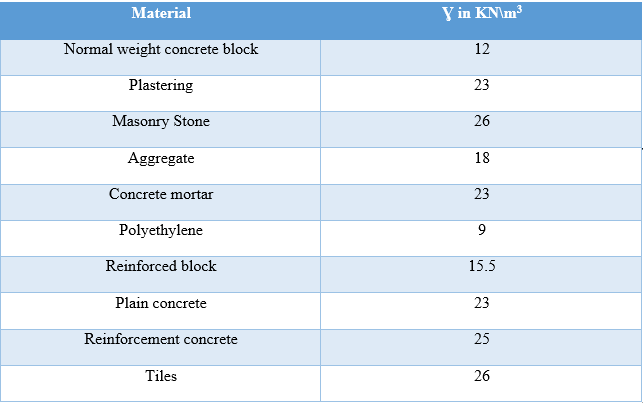 Material Ɣ in KN\m³
Normal weight concrete block 12
Plastering 23
Masonry Stone 26
Aggregate 18
Concrete mortar 23
Polyethylene 9
Reinforced block 15.5
Plain concrete 23
Reinforcement concrete 25
Tiles 26